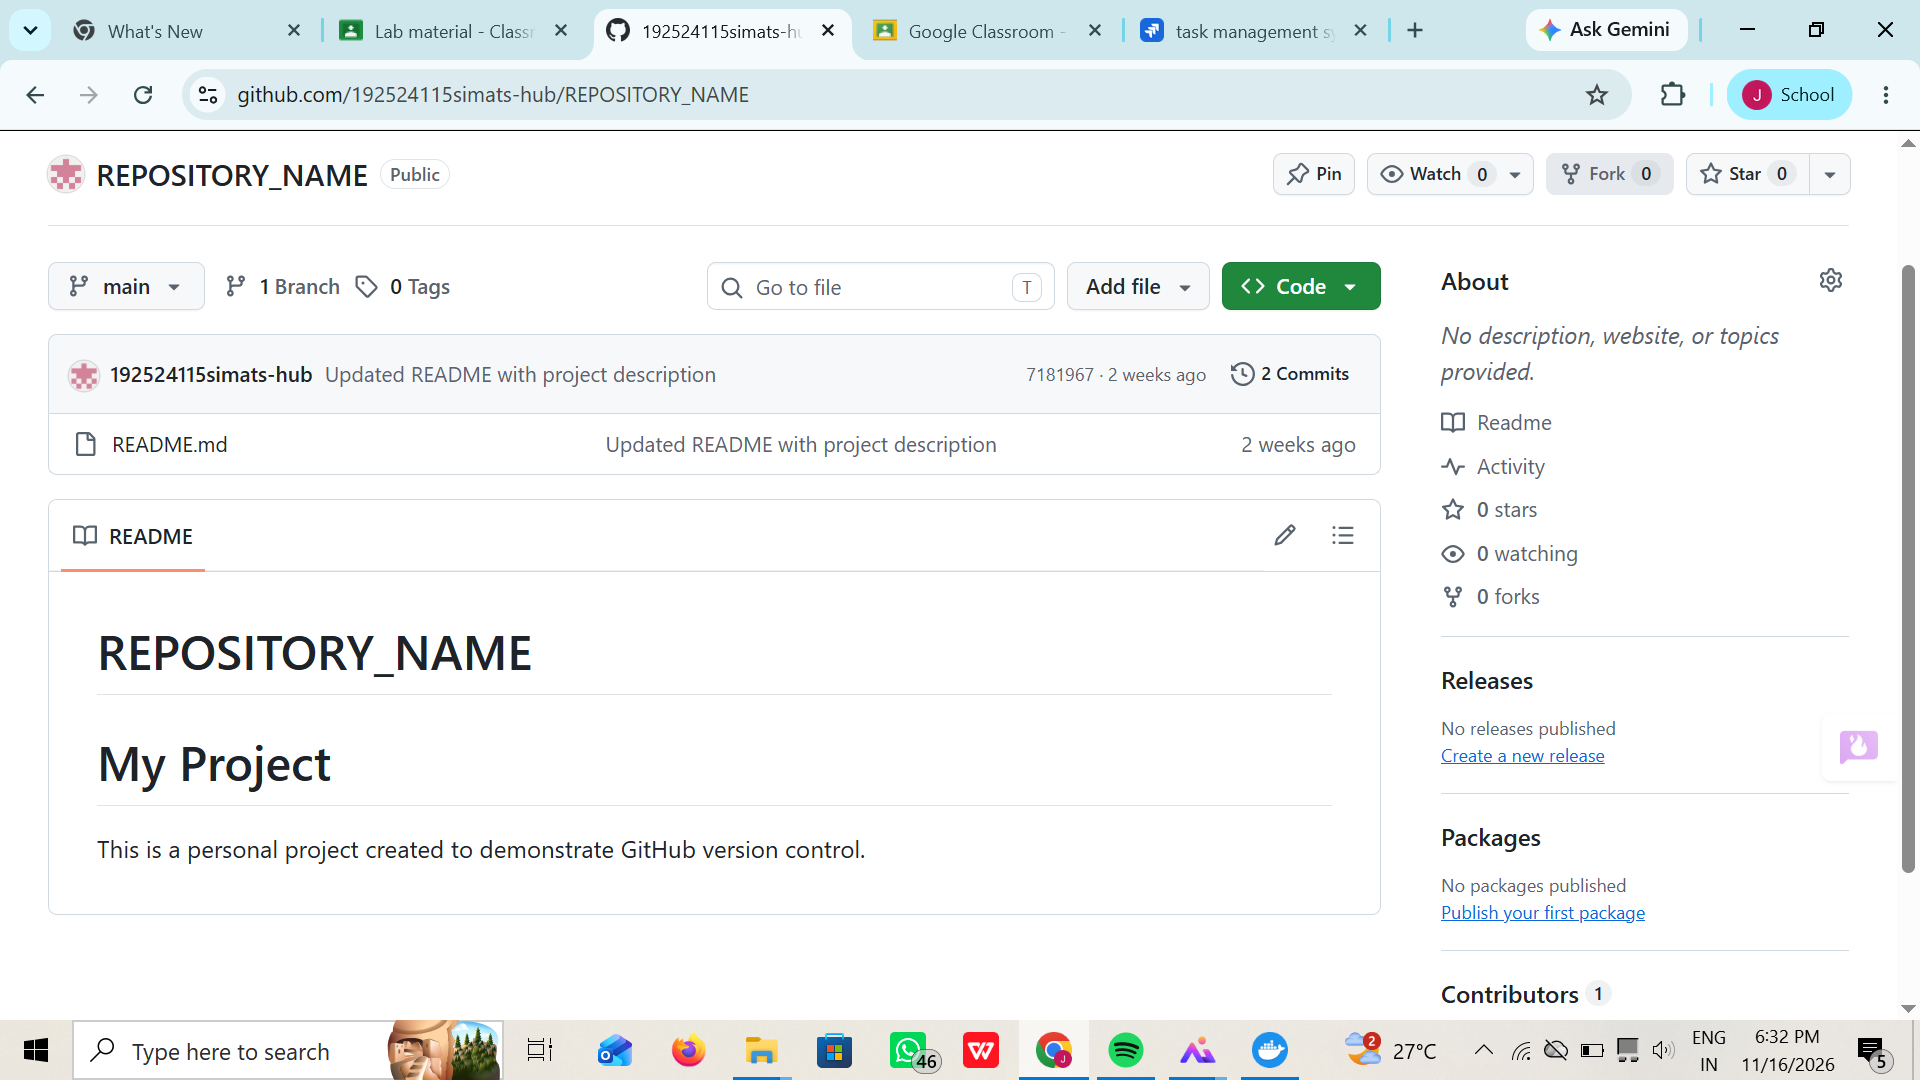 What's New
Lab material - Classr
192524115simats-hu
Google Classroom -
task management sy
Ask Gemini
github.com/192524115simats-hub/REPOSITORY_NAME
J School
REPOSITORY_NAME Public
Pin
Watch 0
Fork 0
Star 0
main
1 Branch
0 Tags
Go to file T
Add file
Code
192524115simats-hub Updated README with project description 7181967 · 2 weeks ago 2 Commits
README.md Updated README with project description 2 weeks ago
README
REPOSITORY_NAME
My Project
This is a personal project created to demonstrate GitHub version control.
About
No description, website, or topics
provided.
Readme
Activity
0 stars
0 watching
0 forks
Releases
No releases published
Create a new release
Packages
No packages published
Publish your first package
Contributors 1
Type here to search
46
J
2
27°C
ENG
IN
6:32 PM
11/16/2026
5